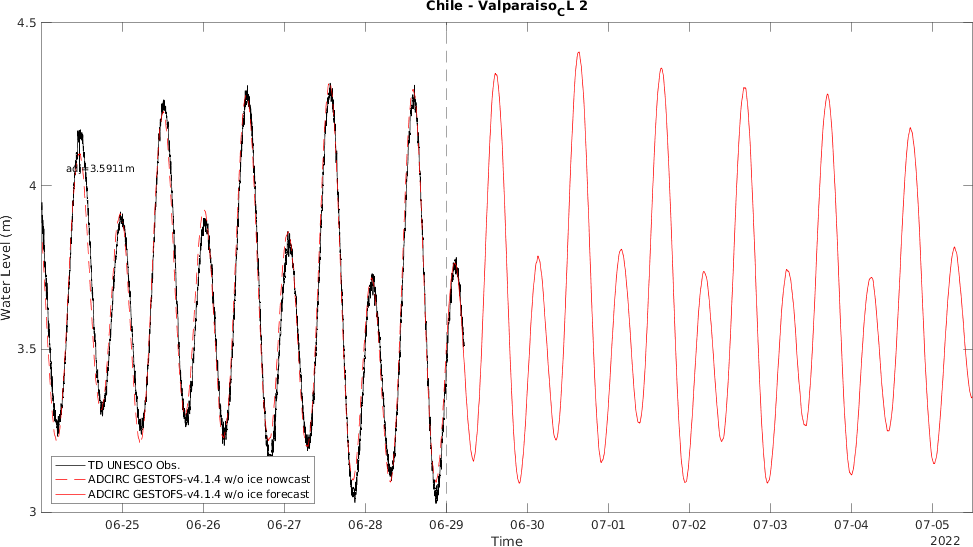 Chile - Valparaiso_CL 2
4.5
4
3.5
3
Water Level (m)
adj=3.5911m
TD UNESCO Obs.
ADCIRC GESTOFS-v4.1.4 w/o ice nowcast
ADCIRC GESTOFS-v4.1.4 w/o ice forecast
06-25 06-26 06-27 06-28 06-29 06-30 07-01 07-02 07-03 07-04 07-05
Time
2022